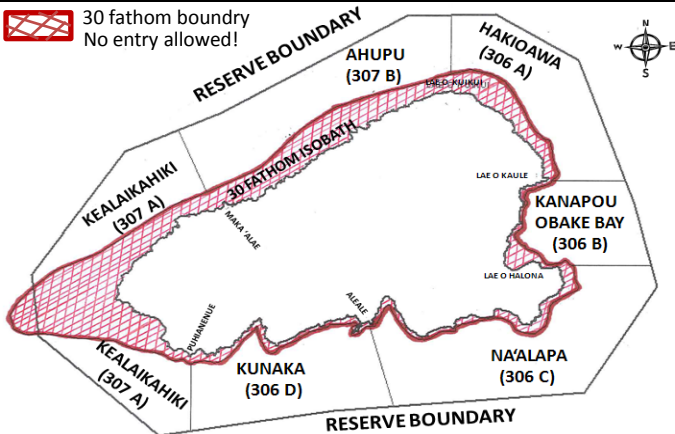 30 fathom boundry
No entry allowed!
N
W
E
S
RESERVE BOUNDARY
AHUPU
(307 B)
HAKIOAWA
(306 A)
LAE O KUIKUI
30 FATHOM ISOBATH
KEALAIKAHIKI
(307 A)
LAE O KAULE
KANAPOU
OBAKE BAY
(306 B)
MAKA 'ALAE
LAE O HALONA
PUHIANENUE
ALEALE
KEALAIKAHIKI
(307 A)
KUNAKA
(306 D)
NA'ALAPA
(306 C)
RESERVE BOUNDARY